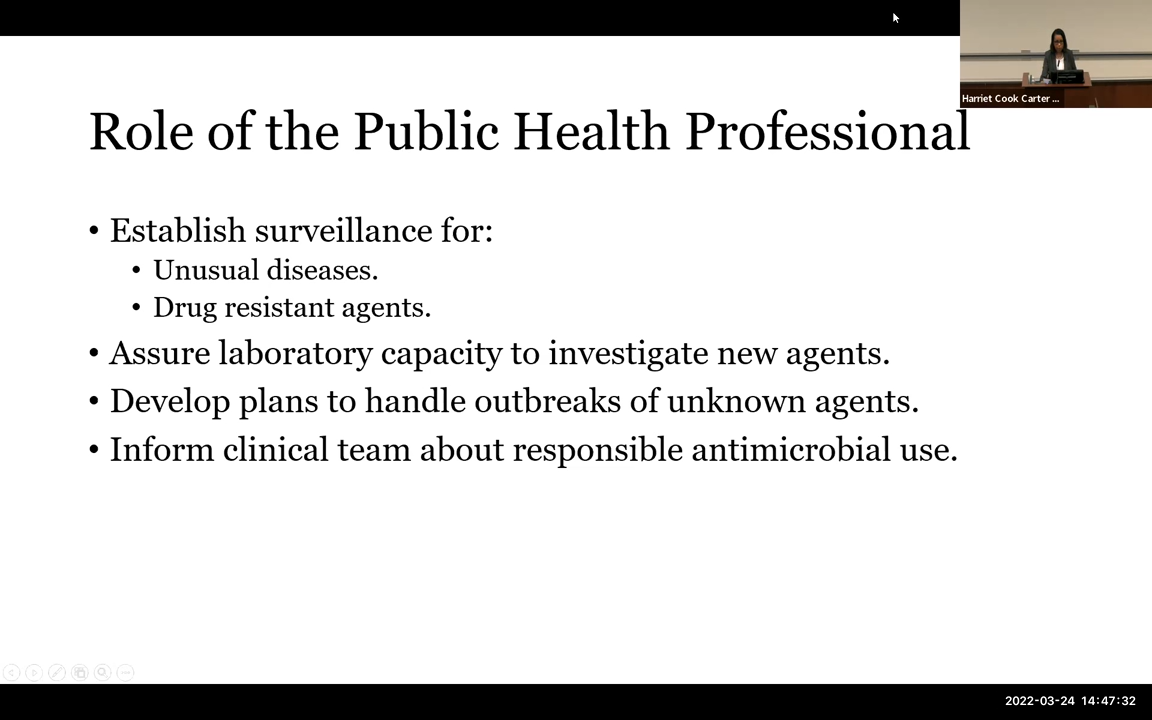 Harriet Cook Carter ...
Role of the Public Health Professional
• Establish surveillance for:
• Unusual diseases.
• Drug resistant agents.
• Assure laboratory capacity to investigate new agents.
• Develop plans to handle outbreaks of unknown agents.
• Inform clinical team about responsible antimicrobial use.
2022-03-24 14:47:32